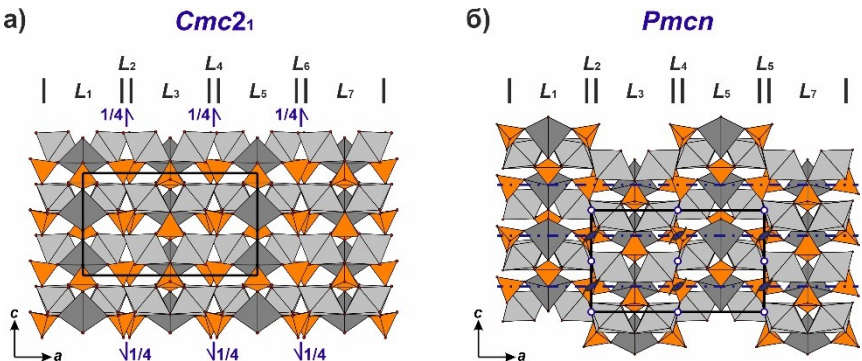 а) Cmc2₁
L₂ L₄ L₆
L₁ L₃ L₅ L₇
1/4 1/4 1/4
1/4 1/4 1/4
c
a
б) Pmcn
L₂ L₄ L₅
L₁ L₃ L₅ L₇
c
a